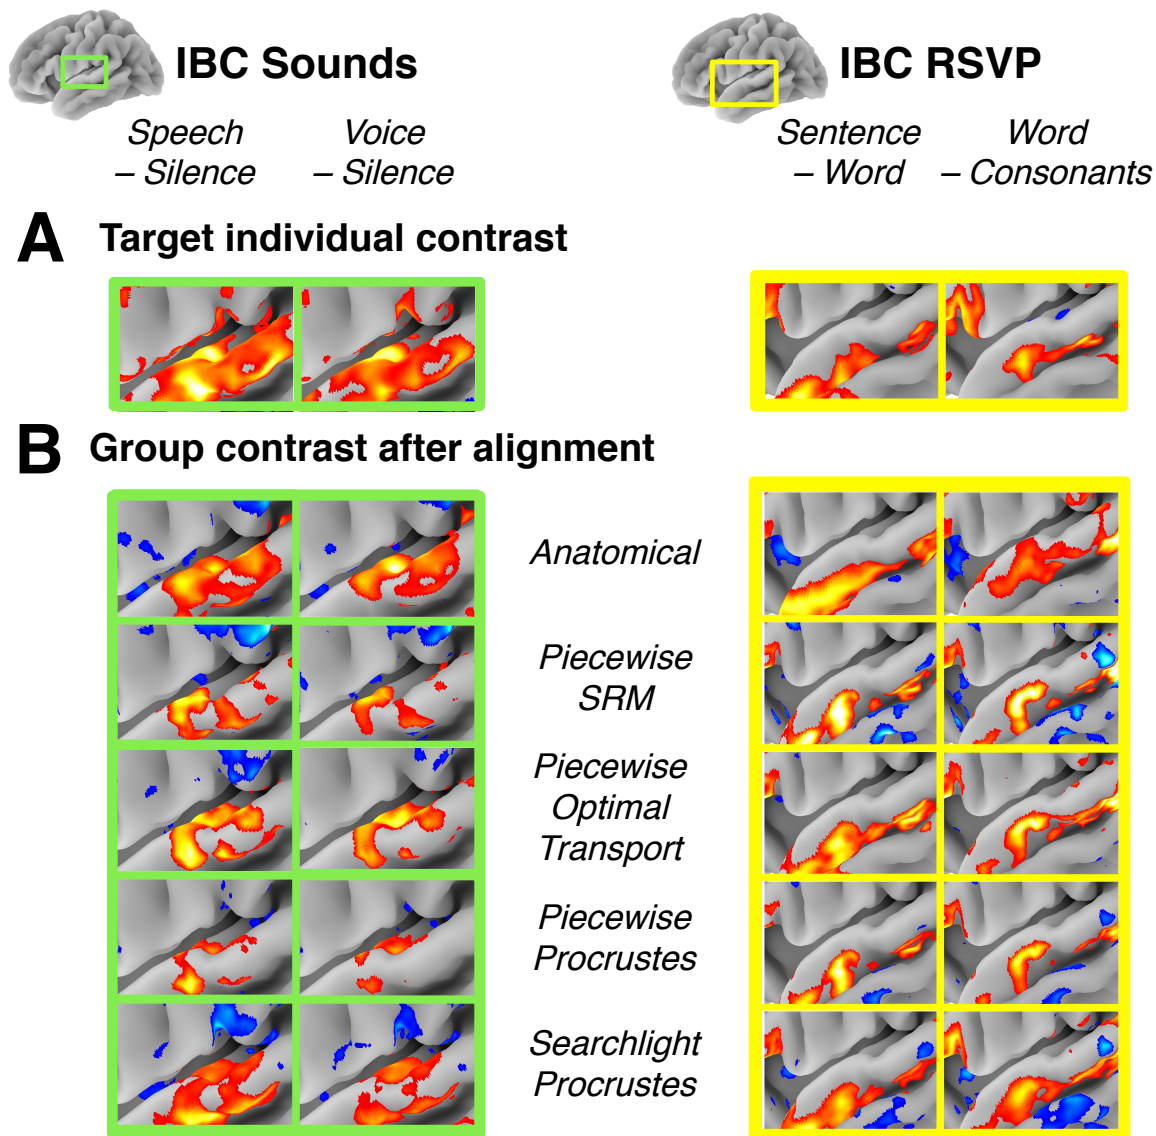 IBC Sounds
IBC RSVP
Speech
– Silence
Voice
– Silence
Sentence
– Word
Word
– Consonants
A Target individual contrast
B Group contrast after alignment
Anatomical
Piecewise
SRM
Piecewise
Optimal
Transport
Piecewise
Procrustes
Searchlight
Procrustes